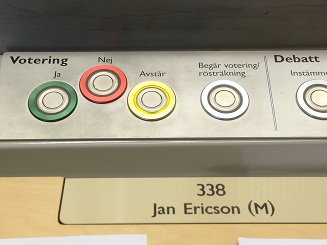 Votering
Ja
Nej
Avstår
Begär votering/
rösträkning
Debatt
338
Jan Ericson (M)